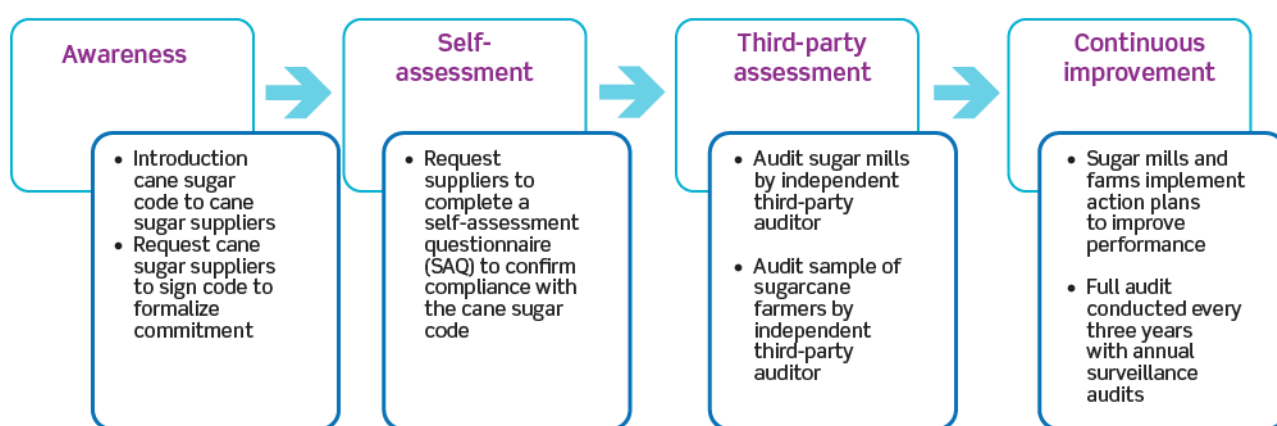 Awareness
• Introduction
cane sugar
code to cane
sugar suppliers
• Request cane
sugar suppliers
to sign code to
formalize
commitment
Self-
assessment
• Request
suppliers to
complete a
self-assessment
questionnaire
(SAQ) to confirm
compliance with
the cane sugar
code
Third-party
assessment
• Audit sugar mills
by independent
third-party
auditor
• Audit sample of
sugarcane
farmers by
independent
third-party
auditor
Continuous
improvement
• Sugar mills and
farms implement
action plans
to improve
performance
• Full audit
conducted every
three years
with annual
surveillance
audits